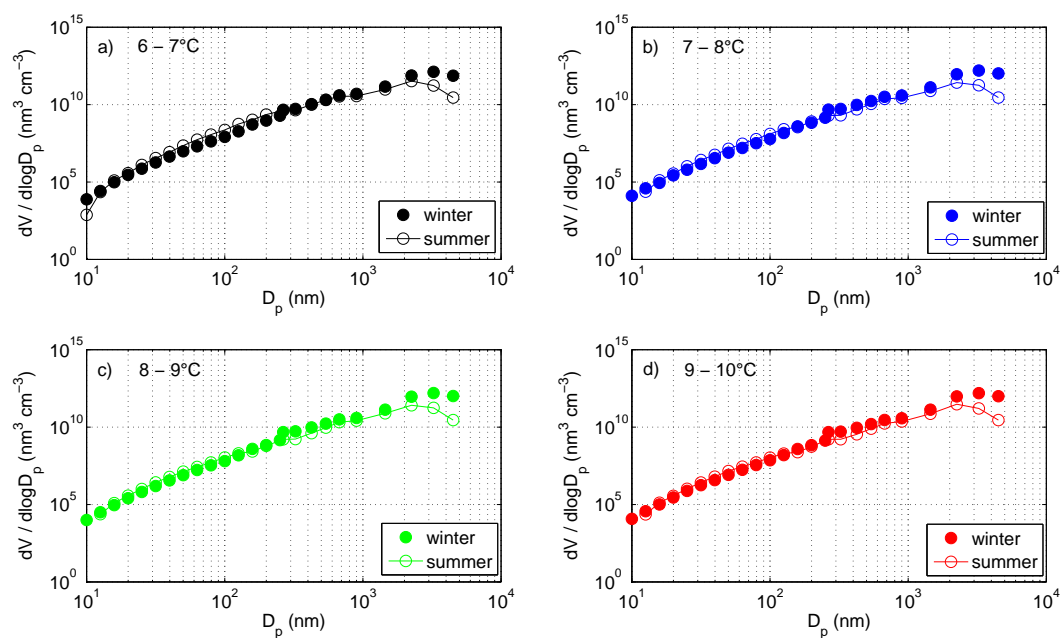 a) 6 – 7°C
10^15
10^10
10^5
10^0
dV / dlogD_p (nm^3 cm^−3)
winter
summer
10^1 10^2 10^3 10^4
D_p (nm)
b) 7 – 8°C
10^15
10^10
10^5
10^0
dV / dlogD_p (nm^3 cm^−3)
winter
summer
10^1 10^2 10^3 10^4
D_p (nm)
c) 8 – 9°C
10^15
10^10
10^5
10^0
dV / dlogD_p (nm^3 cm^−3)
winter
summer
10^1 10^2 10^3 10^4
D_p (nm)
d) 9 – 10°C
10^15
10^10
10^5
10^0
dV / dlogD_p (nm^3 cm^−3)
winter
summer
10^1 10^2 10^3 10^4
D_p (nm)